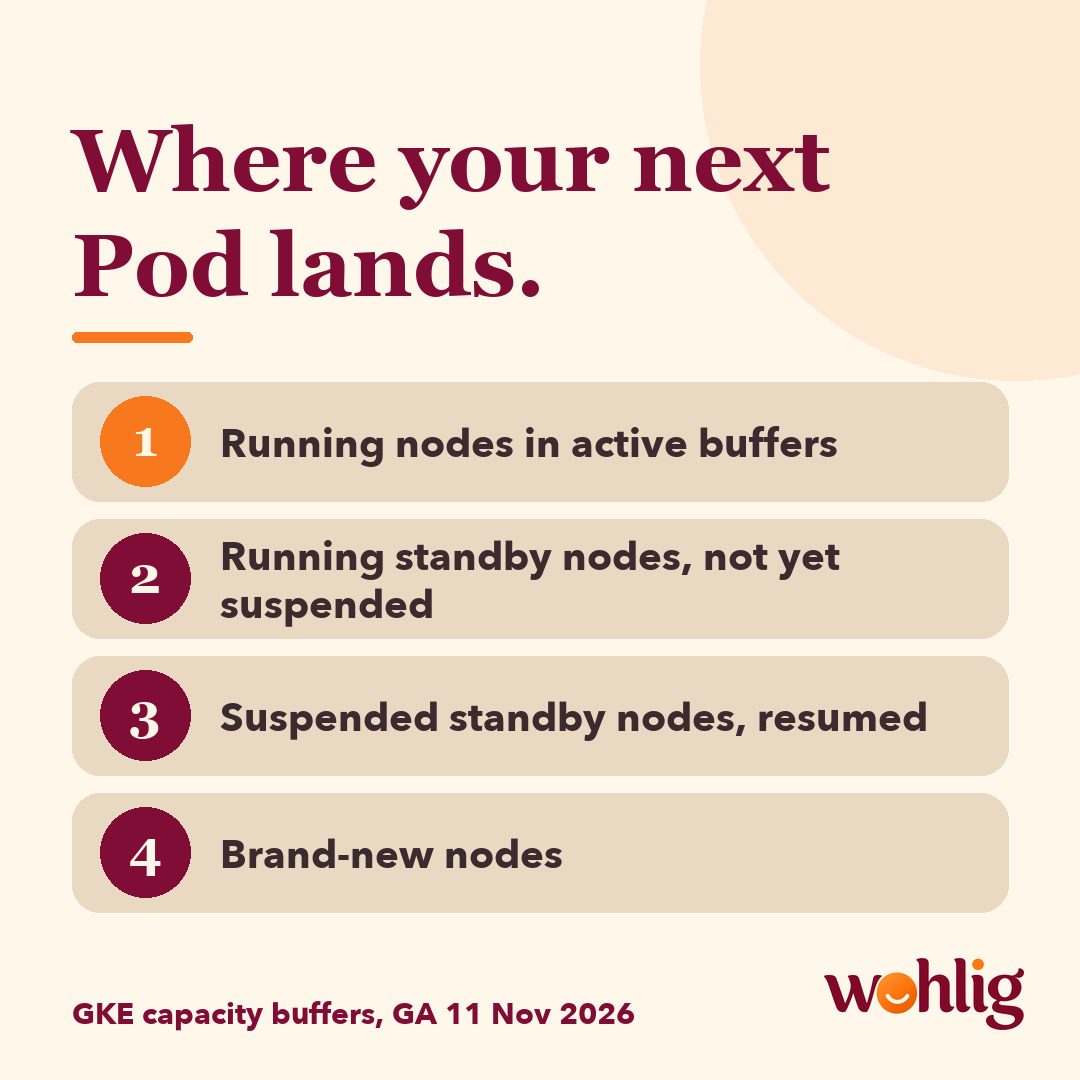 Where your next
Pod lands.
1
Running nodes in active buffers
2
Running standby nodes, not yet
suspended
3
Suspended standby nodes, resumed
4
Brand-new nodes
GKE capacity buffers, GA 11 Nov 2026
wohlig